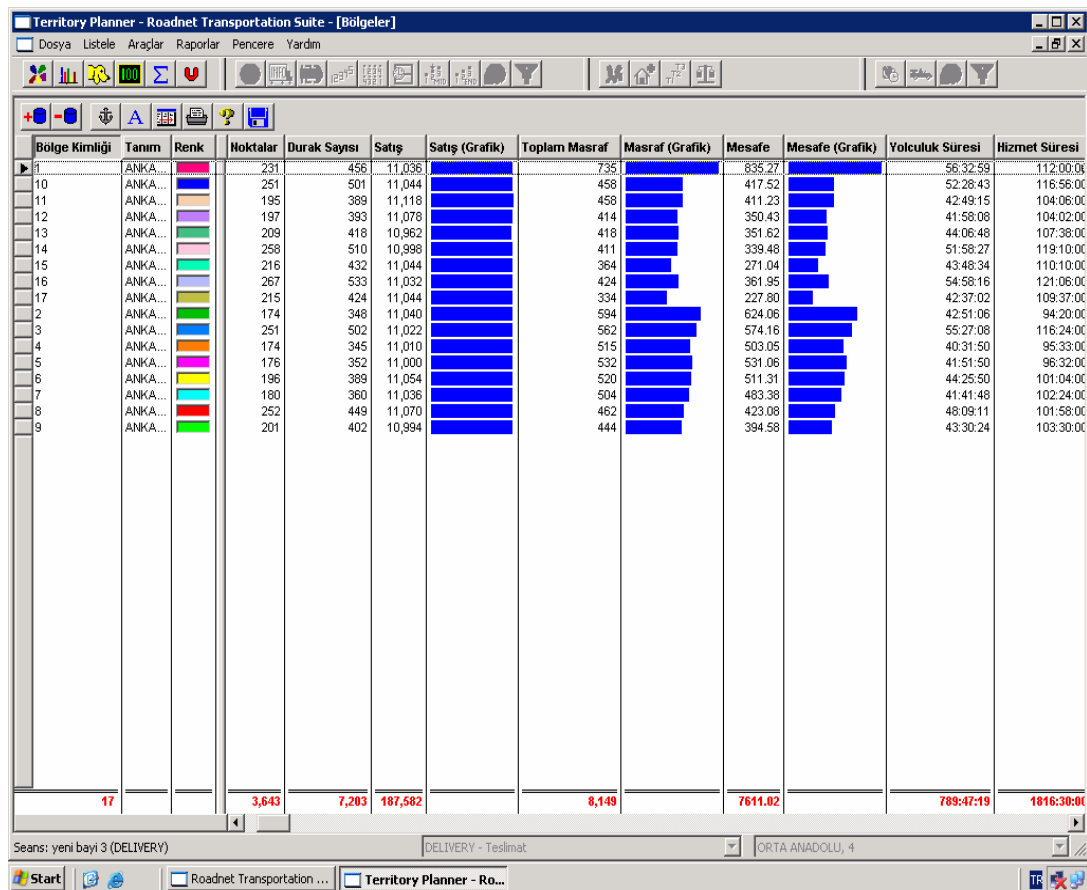 Territory Planner - Roadnet Transportation Suite - [Bölgeler]
Dosya Listele Araçlar Raporlar Pencere Yardım
Bölge Kimliği Tanım Renk Noktalar Durak Sayısı Satış Satış (Grafik) Toplam Masraf Masraf (Grafik) Mesafe Mesafe (Grafik) Yolculuk Süresi Hizmet Süresi
1 ANKA... 231 456 11,036 735 835.27 56:32:59 112:00:00
10 ANKA... 251 501 11,044 458 417.52 52:28:43 116:56:00
11 ANKA... 195 389 11,118 458 411.23 42:49:15 104:06:00
12 ANKA... 197 393 11,078 414 350.43 41:58:08 104:02:00
13 ANKA... 209 418 10,962 418 351.62 44:06:48 107:38:00
14 ANKA... 258 510 10,998 411 339.48 51:58:27 119:10:00
15 ANKA... 216 432 11,044 364 271.04 43:48:34 110:10:00
16 ANKA... 267 533 11,032 424 361.95 54:58:16 121:06:00
17 ANKA... 215 424 11,044 334 227.80 42:37:02 109:37:00
2 ANKA... 174 348 11,040 594 624.06 42:51:06 94:20:00
3 ANKA... 251 502 11,022 562 574.16 55:27:08 116:24:00
4 ANKA... 174 345 11,010 515 503.05 40:31:50 95:33:00
5 ANKA... 176 352 11,000 532 531.06 41:51:50 96:32:00
6 ANKA... 196 389 11,054 520 511.31 44:25:50 101:04:00
7 ANKA... 180 360 11,036 504 483.38 41:41:48 102:24:00
8 ANKA... 252 449 11,070 462 423.08 48:09:11 101:58:00
9 ANKA... 201 402 10,994 444 394.58 43:30:24 103:30:00
17 3,643 7,203 187,582 8,149 7611.02 789:47:19 1816:30:00
Seans: yeni bayi 3 (DELIVERY) DELIVERY - Teslimat ORTA ANADOLU, 4
Start Roadnet Transportation ... Territory Planner - Ro... TR